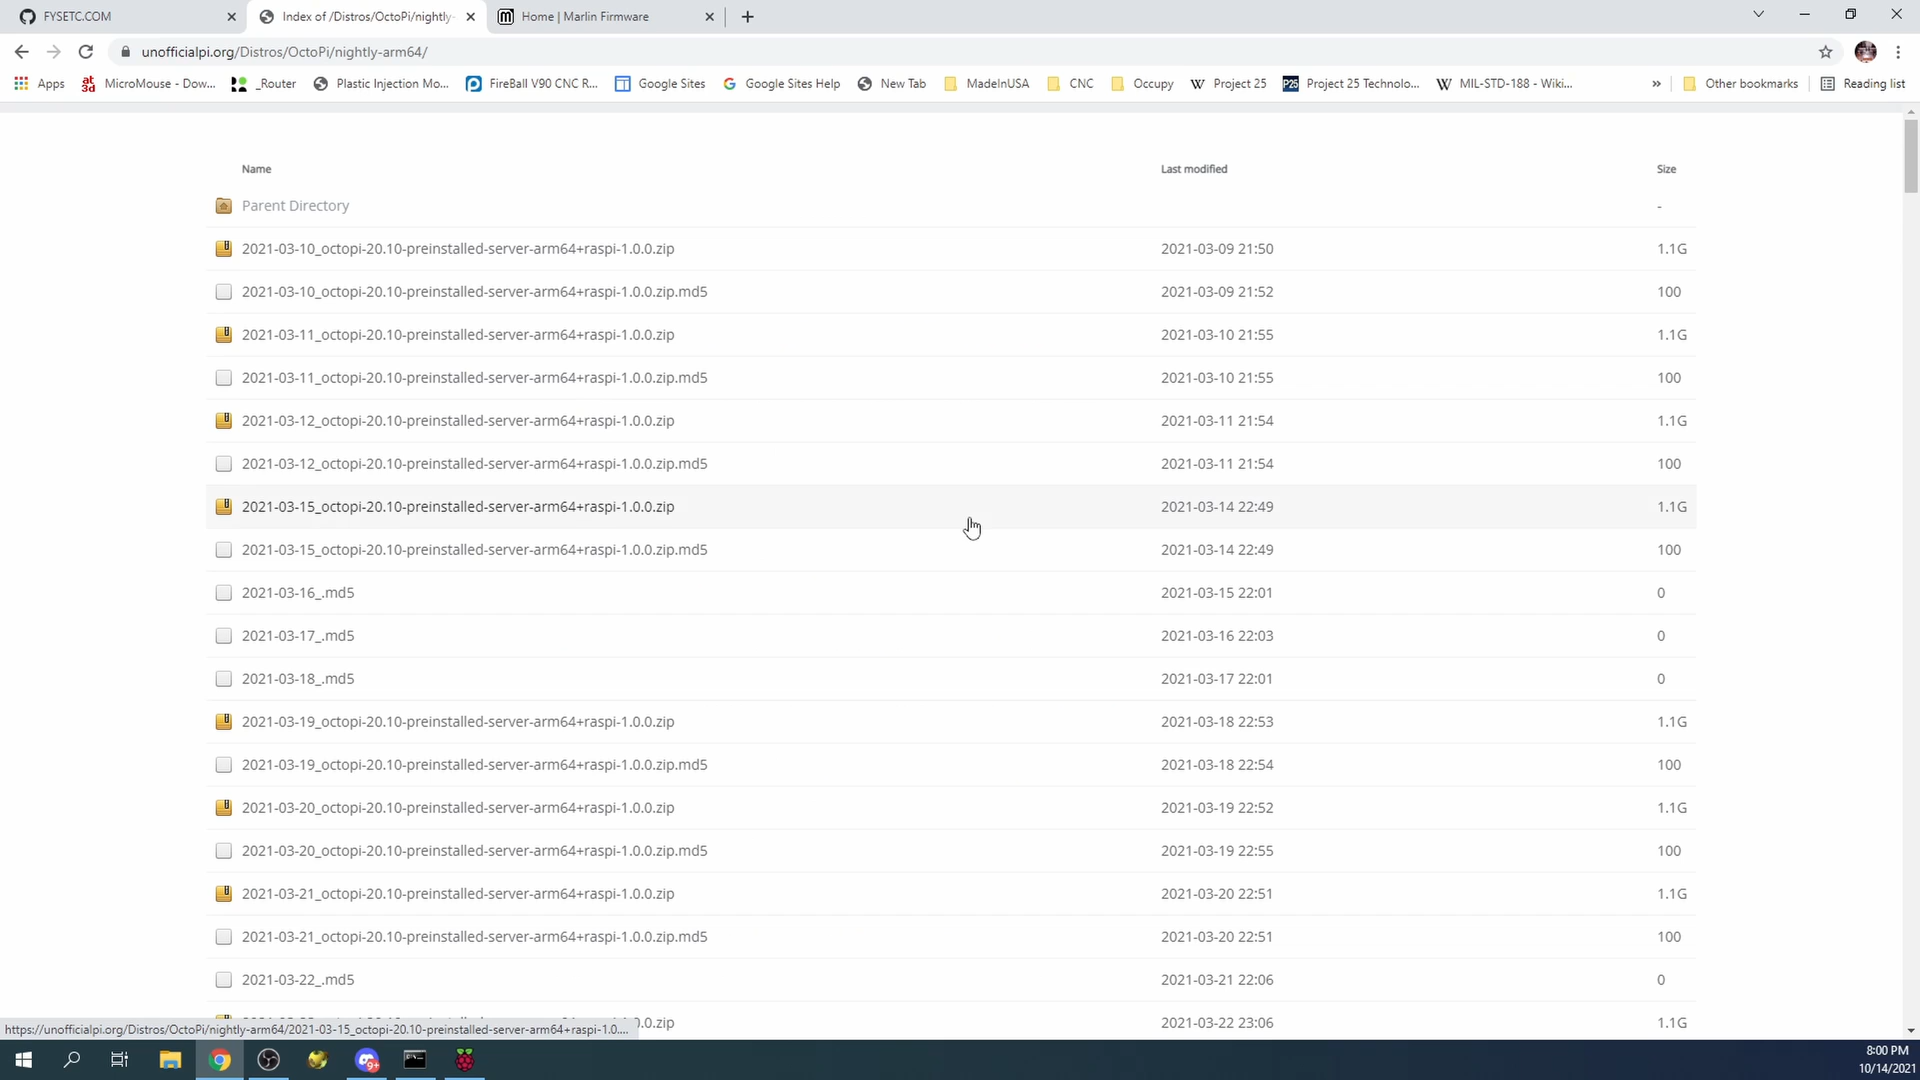 FYSETC.COM
Index of /Distros/OctoPi/nightly-
Home | Marlin Firmware
unofficialpi.org/Distros/OctoPi/nightly-arm64/
Apps
at 3d MicroMouse - Dow...
_Router
Plastic Injection Mo...
FireBall V90 CNC R...
Google Sites
Google Sites Help
New Tab
MadeInUSA
CNC
Occupy
W Project 25
P25 Project 25 Technolo...
W MIL-STD-188 - Wiki...
»
Other bookmarks
Reading list
Name Last modified Size
Parent Directory -
2021-03-10_octopi-20.10-preinstalled-server-arm64+raspi-1.0.0.zip 2021-03-09 21:50 1.1G
2021-03-10_octopi-20.10-preinstalled-server-arm64+raspi-1.0.0.zip.md5 2021-03-09 21:52 100
2021-03-11_octopi-20.10-preinstalled-server-arm64+raspi-1.0.0.zip 2021-03-10 21:55 1.1G
2021-03-11_octopi-20.10-preinstalled-server-arm64+raspi-1.0.0.zip.md5 2021-03-10 21:55 100
2021-03-12_octopi-20.10-preinstalled-server-arm64+raspi-1.0.0.zip 2021-03-11 21:54 1.1G
2021-03-12_octopi-20.10-preinstalled-server-arm64+raspi-1.0.0.zip.md5 2021-03-11 21:54 100
2021-03-15_octopi-20.10-preinstalled-server-arm64+raspi-1.0.0.zip 2021-03-14 22:49 1.1G
2021-03-15_octopi-20.10-preinstalled-server-arm64+raspi-1.0.0.zip.md5 2021-03-14 22:49 100
2021-03-16_.md5 2021-03-15 22:01 0
2021-03-17_.md5 2021-03-16 22:03 0
2021-03-18_.md5 2021-03-17 22:01 0
2021-03-19_octopi-20.10-preinstalled-server-arm64+raspi-1.0.0.zip 2021-03-18 22:53 1.1G
2021-03-19_octopi-20.10-preinstalled-server-arm64+raspi-1.0.0.zip.md5 2021-03-18 22:54 100
2021-03-20_octopi-20.10-preinstalled-server-arm64+raspi-1.0.0.zip 2021-03-19 22:52 1.1G
2021-03-20_octopi-20.10-preinstalled-server-arm64+raspi-1.0.0.zip.md5 2021-03-19 22:55 100
2021-03-21_octopi-20.10-preinstalled-server-arm64+raspi-1.0.0.zip 2021-03-20 22:51 1.1G
2021-03-21_octopi-20.10-preinstalled-server-arm64+raspi-1.0.0.zip.md5 2021-03-20 22:51 100
2021-03-22_.md5 2021-03-21 22:06 0
0.zip 2021-03-22 23:06 1.1G
https://unofficialpi.org/Distros/OctoPi/nightly-arm64/2021-03-15_octopi-20.10-preinstalled-server-arm64+raspi-1.0....
9+
8:00 PM
10/14/2021